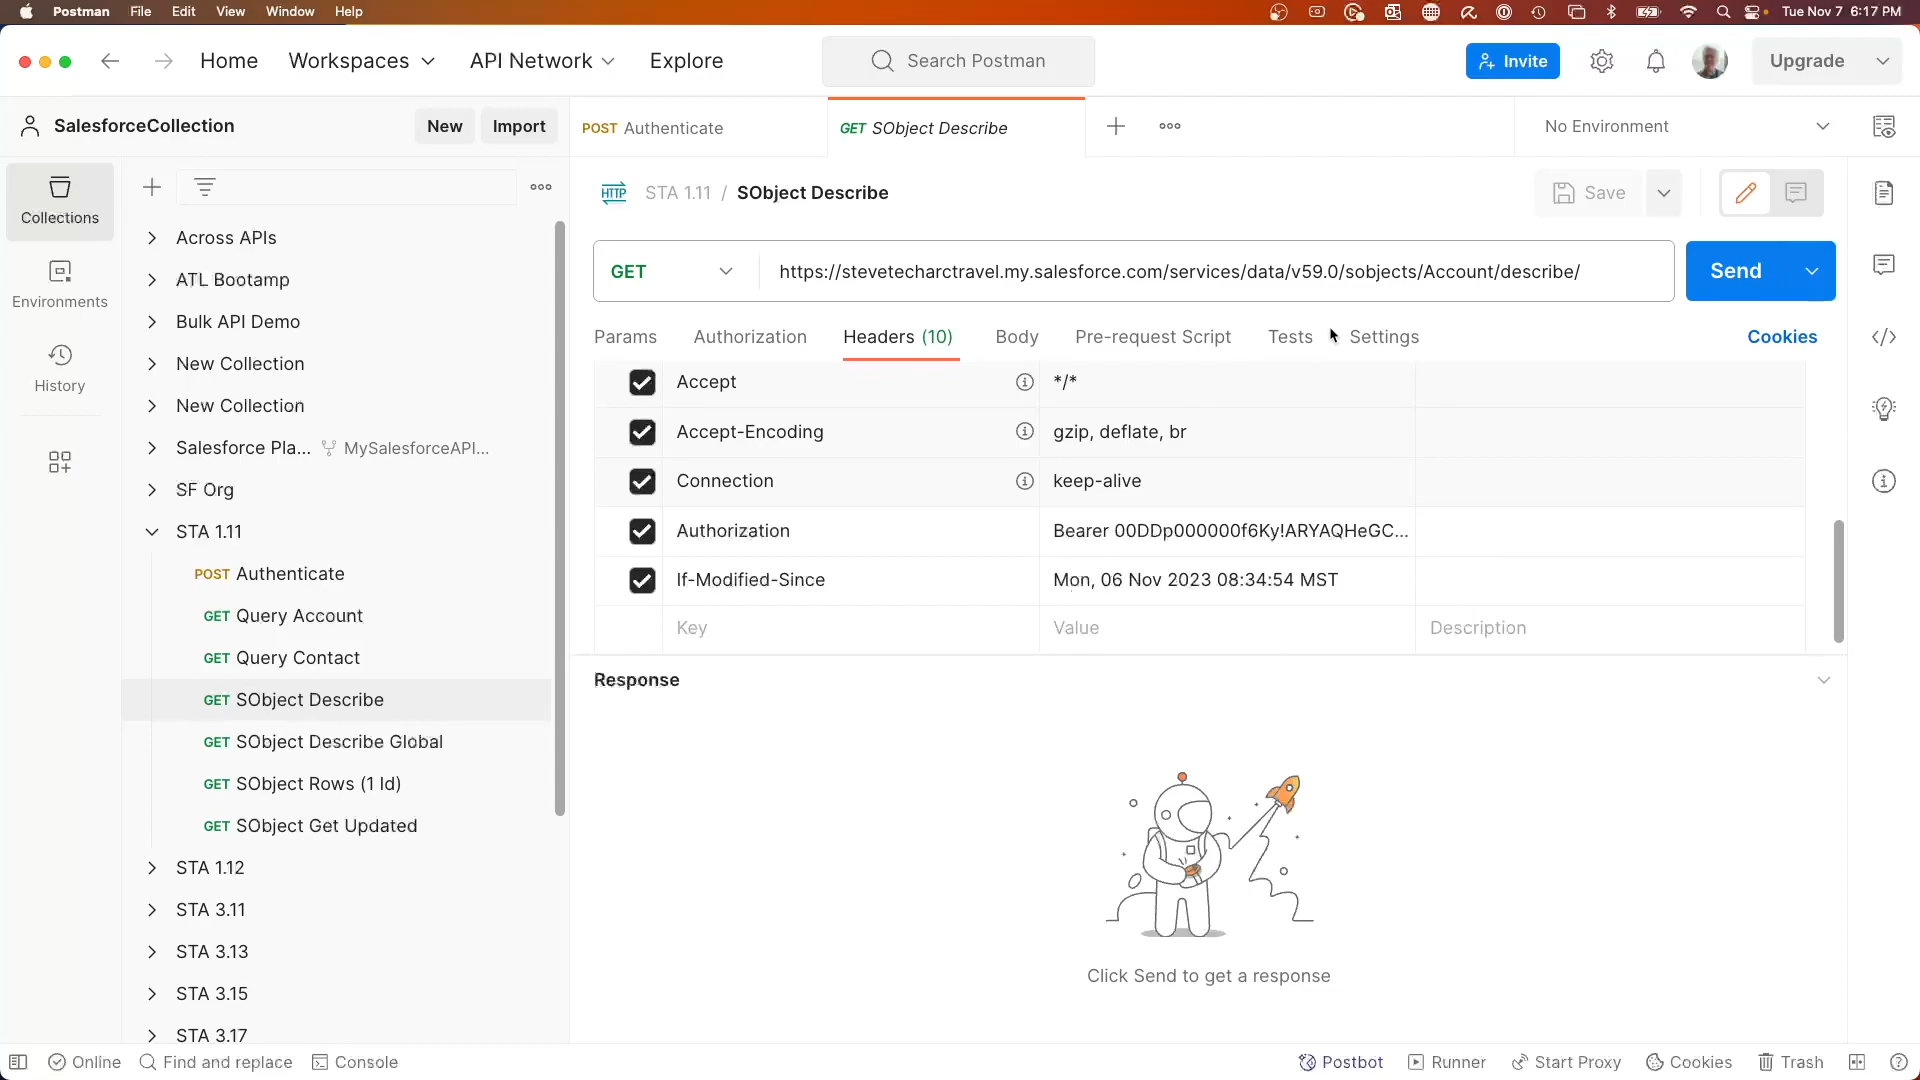 Postman File Edit View Window Help
Tue Nov 7 6:17 PM
Home Workspaces API Network Explore
Search Postman
Invite
Upgrade
SalesforceCollection
New
Import
POST Authenticate
GET SObject Describe
No Environment
Collections
Environments
History
Across APIs
ATL Bootamp
Bulk API Demo
New Collection
New Collection
Salesforce Pla... MySalesforceAPI...
SF Org
STA 1.11
POST Authenticate
GET Query Account
GET Query Contact
GET SObject Describe
GET SObject Describe Global
GET SObject Rows (1 Id)
GET SObject Get Updated
STA 1.12
STA 3.11
STA 3.13
STA 3.15
STA 3.17
HTTP STA 1.11 / SObject Describe
Save
GET
https://stevetecharctravel.my.salesforce.com/services/data/v59.0/sobjects/Account/describe/
Send
Params Authorization Headers (10) Body Pre-request Script Tests Settings
Cookies
Accept */*
Accept-Encoding gzip, deflate, br
Connection keep-alive
Authorization Bearer 00DDp000000f6Ky!ARYAQHeGC...
If-Modified-Since Mon, 06 Nov 2023 08:34:54 MST
Key Value Description
Response
Click Send to get a response
Online Find and replace Console
Postbot Runner Start Proxy Cookies Trash